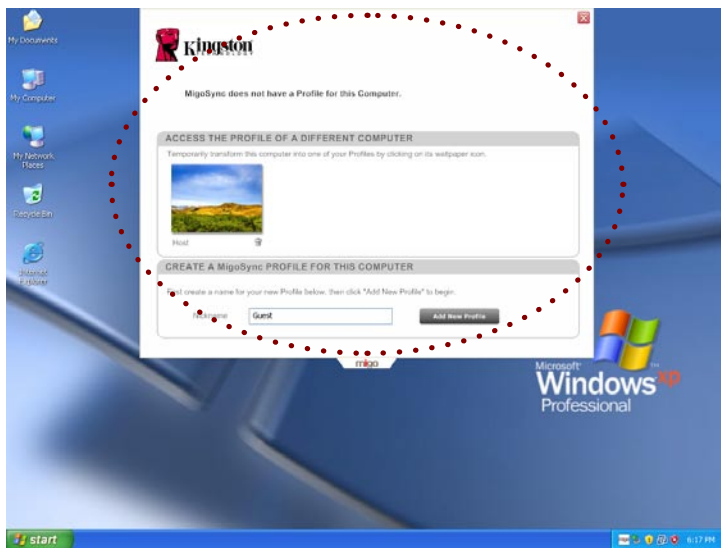 My Documents
My Computer
My Network
Places
Recycle Bin
Internet
Explorer
Kingston
TECHNOLOGY
MigoSync does not have a Profile for this Computer.
ACCESS THE PROFILE OF A DIFFERENT COMPUTER
Temporarily transform this computer into one of your Profiles by clicking on its wallpaper icon.
Host
CREATE A MigoSync PROFILE FOR THIS COMPUTER
First create a name for your new Profile below, then click "Add New Profile" to begin.
Nickname
Guest
Add New Profile
migo
Microsoft
Windows xp
Professional
start
6:17 PM